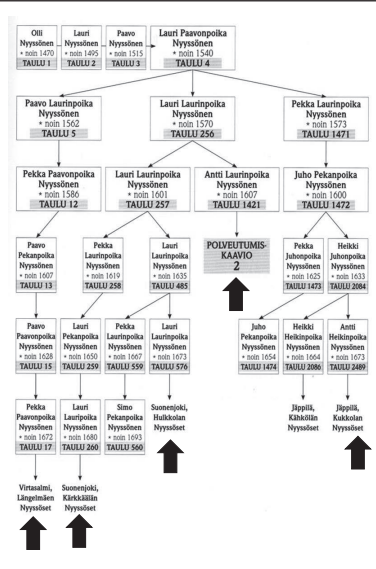 Olli
Nyyssönen
* noin 1470
TAULU 1
Lauri
Nyyssönen
* noin 1495
TAULU 2
Paavo
Nyyssönen
* noin 1515
TAULU 3
Lauri Paavonpoika
Nyyssönen
* noin 1540
TAULU 4
Paavo Laurinpoika
Nyyssönen
* noin 1562
TAULU 5
Lauri Laurinpoika
Nyyssönen
* noin 1570
TAULU 256
Pekka Laurinpoika
Nyyssönen
* noin 1573
TAULU 1471
Pekka Paavonpoika
Nyyssönen
* noin 1586
TAULU 12
Lauri Laurinpoika
Nyyssönen
* noin 1601
TAULU 257
Antti Laurinpoika
Nyyssönen
* noin 1607
TAULU 1421
Juho Pekanpoika
Nyyssönen
* noin 1600
TAULU 1472
Paavo
Pekanpoika
Nyyssönen
* noin 1607
TAULU 13
Pekka
Laurinpoika
Nyyssönen
* noin 1619
TAULU 258
Lauri
Laurinpoika
Nyyssönen
* noin 1635
TAULU 485
POLVEUTUMIS-
KAAVIO
2
Pekka
Juhonpoika
Nyyssönen
* noin 1625
TAULU 1473
Heikki
Juhonpoika
Nyyssönen
* noin 1633
TAULU 2084
Paavo
Paavonpoika
Nyyssönen
* noin 1628
TAULU 15
Lauri
Pekanpoika
Nyyssönen
* noin 1650
TAULU 259
Pekka
Laurinpoika
Nyyssönen
* noin 1667
TAULU 559
Lauri
Laurinpoika
Nyyssönen
* noin 1673
TAULU 576
Juho
Pekanpoika
Nyyssönen
* noin 1654
TAULU 1474
Heikki
Heikinpoika
Nyyssönen
* noin 1664
TAULU 2086
Antti
Heikinpoika
Nyyssönen
* noin 1673
TAULU 2489
Pekka
Paavonpoika
Nyyssönen
* noin 1672
TAULU 17
Lauri
Laurinpoika
Nyyssönen
* noin 1680
TAULU 260
Simo
Pekanpoika
Nyyssönen
* noin 1693
TAULU 560
Suonenjoki,
Hulkkolan
Nyyssöset
Jäppilä,
Kähkölän
Nyyssöset
Jäppilä,
Kukkolan
Nyyssöset
Virtasalmi,
Längelmäen
Nyyssöset
Suonenjoki,
Kärkkäälän
Nyyssöset